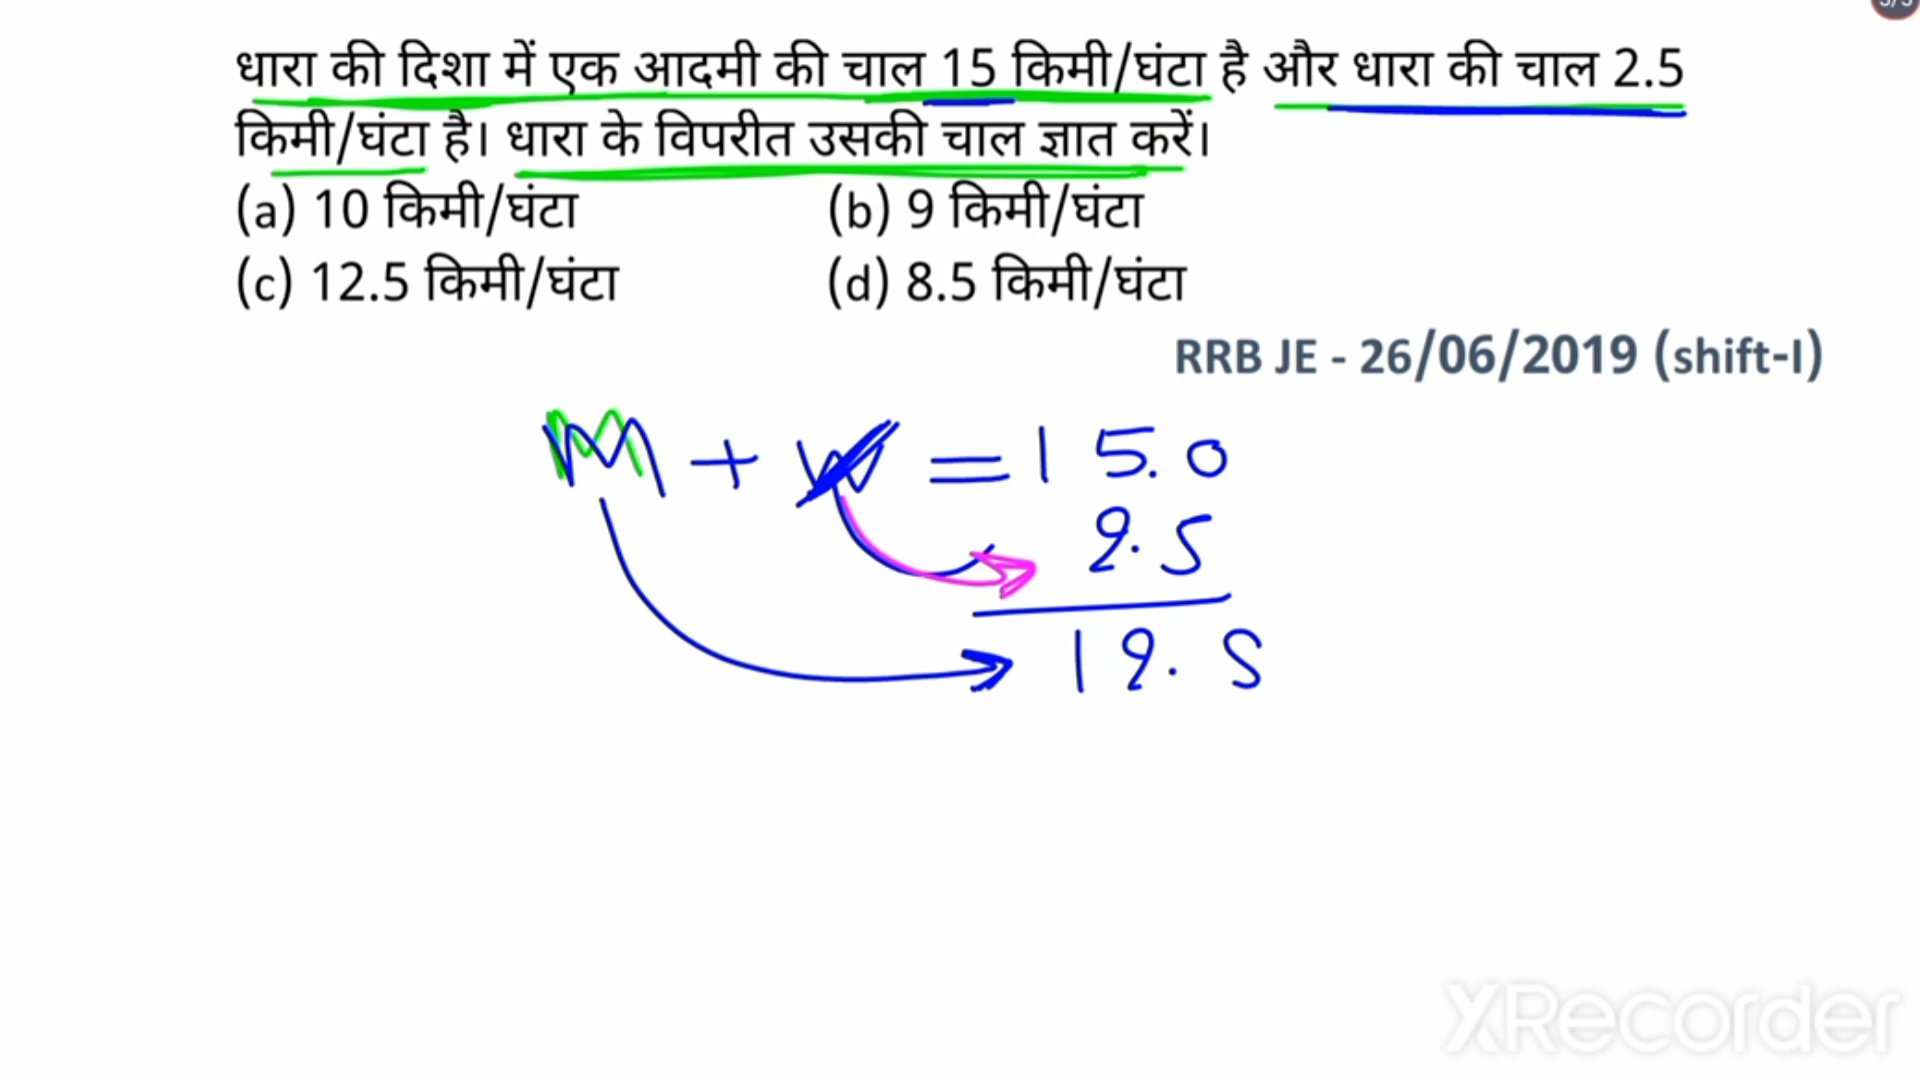 धारा की दिशा में एक आदमी की चाल 15 किमी/घंटा है और धारा की चाल 2.5
किमी/घंटा है। धारा के विपरीत उसकी चाल ज्ञात करें।
(a) 10 किमी/घंटा (b) 9 किमी/घंटा
(c) 12.5 किमी/घंटा (d) 8.5 किमी/घंटा
RRB JE - 26/06/2019 (shift-I)
M + W = 15.0
2.5
12.5
XRecorder